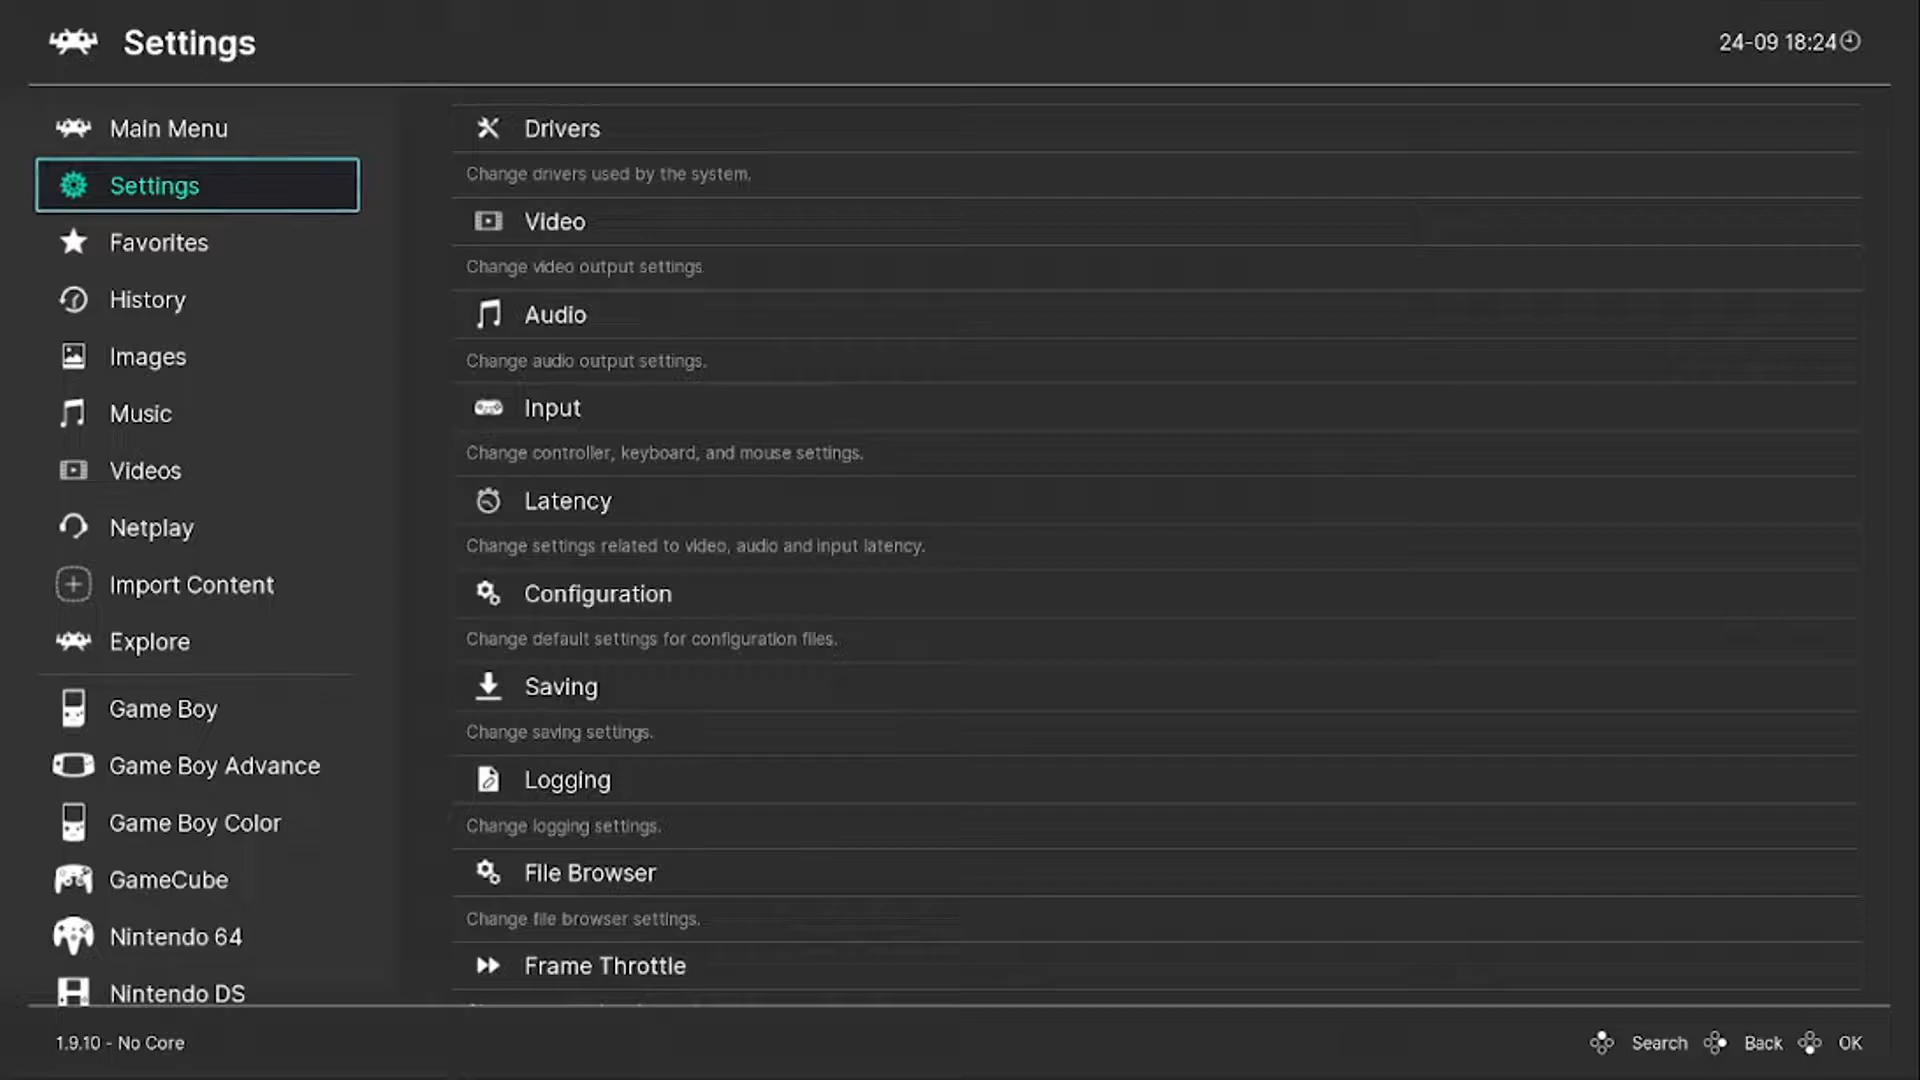 Settings
24-09 18:24
Main Menu
Settings
Favorites
History
Images
Music
Videos
Netplay
Import Content
Explore
Game Boy
Game Boy Advance
Game Boy Color
GameCube
Nintendo 64
Nintendo DS
Drivers
Change drivers used by the system.
Video
Change video output settings.
Audio
Change audio output settings.
Input
Change controller, keyboard, and mouse settings.
Latency
Change settings related to video, audio and input latency.
Configuration
Change default settings for configuration files.
Saving
Change saving settings.
Logging
Change logging settings.
File Browser
Change file browser settings.
Frame Throttle
1.9.10 - No Core
Search Back OK